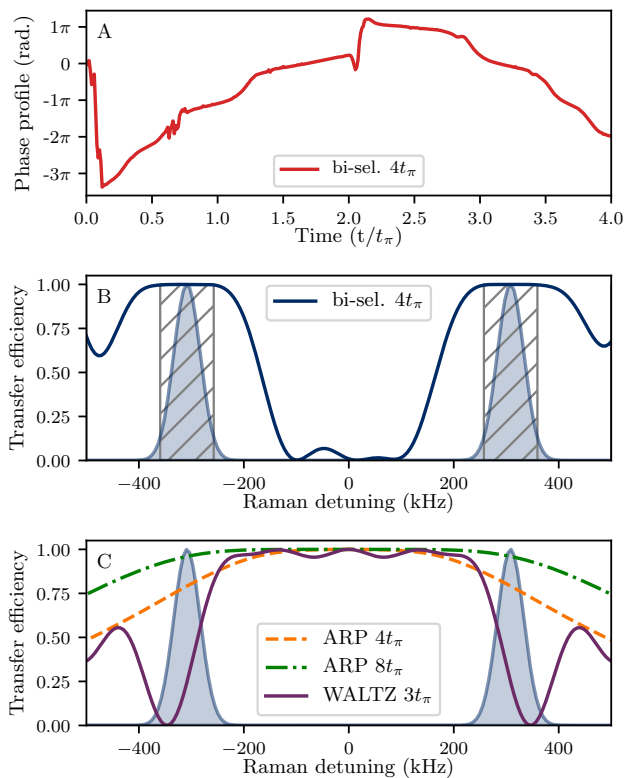 A
Phase profile (rad.)
1π
0
-1π
-2π
-3π
bi-sel. 4t_π
0.0 0.5 1.0 1.5 2.0 2.5 3.0 3.5 4.0
Time (t/t_π)
B
Transfer efficiency
1.00
0.75
0.50
0.25
0.00
bi-sel. 4t_π
−400 −200 0 200 400
Raman detuning (kHz)
C
Transfer efficiency
1.00
0.75
0.50
0.25
0.00
ARP 4t_π
ARP 8t_π
WALTZ 3t_π
−400 −200 0 200 400
Raman detuning (kHz)